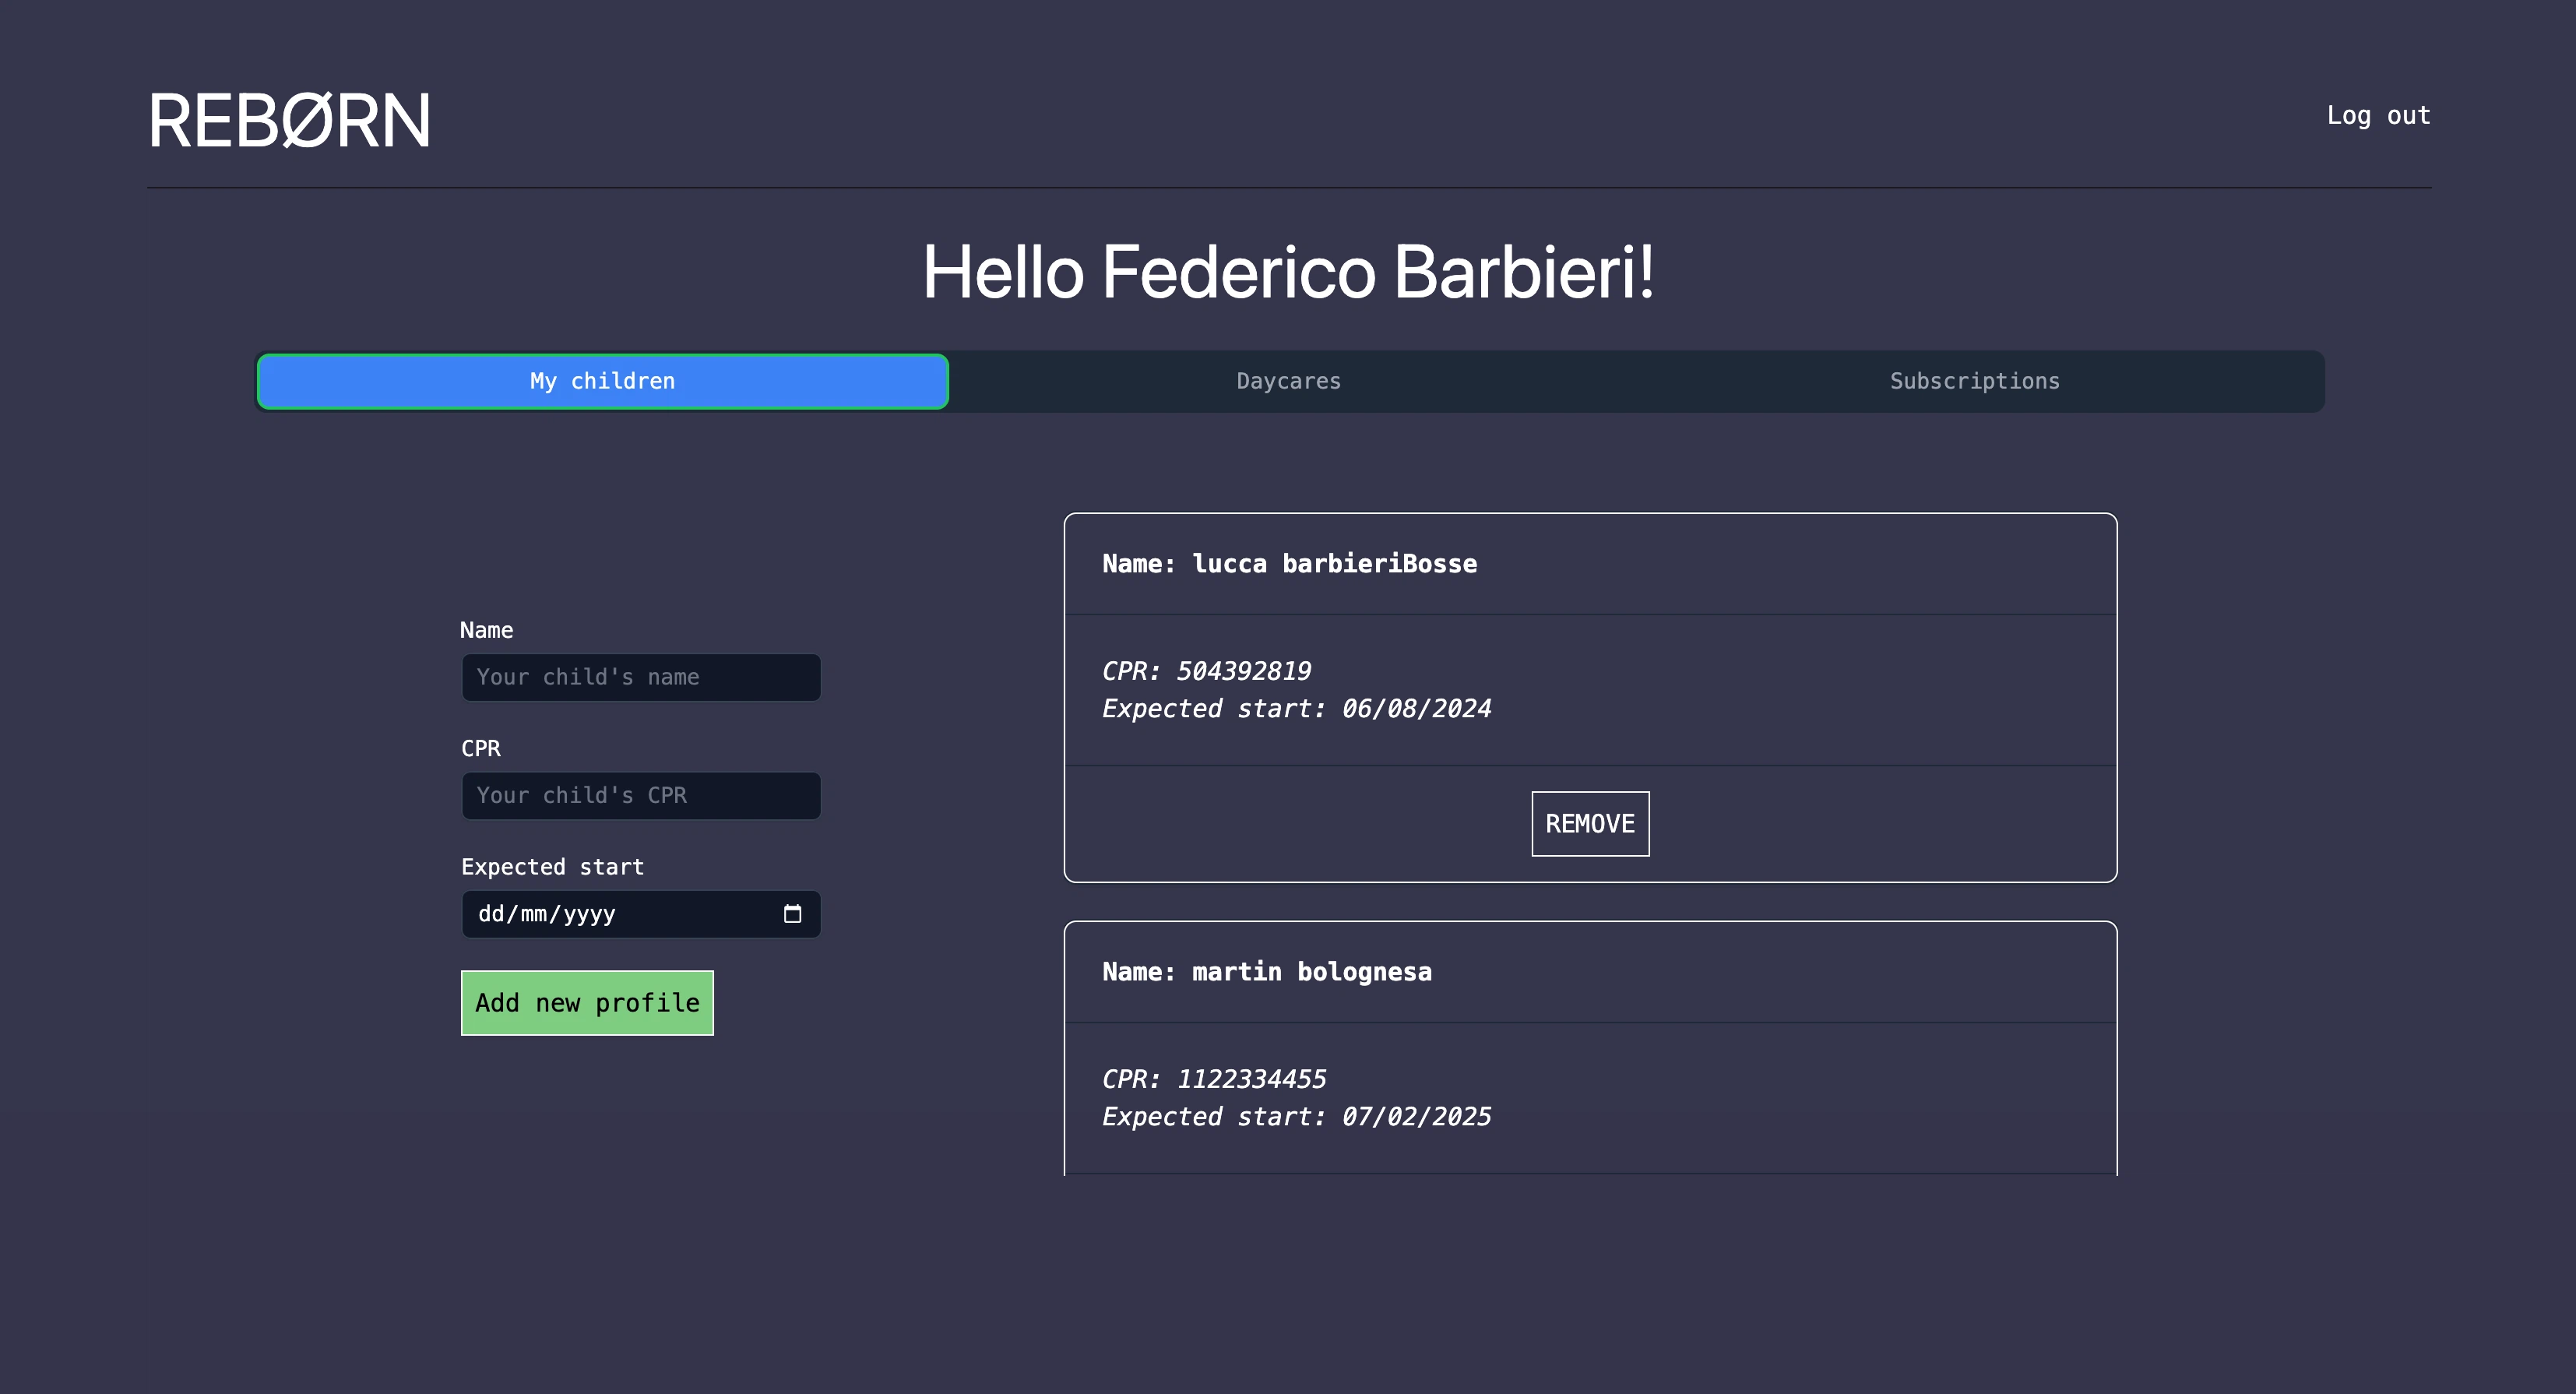 REBØRN
Log out
Hello Federico Barbieri!
My children
Daycares
Subscriptions
Name
Your child's name
CPR
Your child's CPR
Expected start
dd/mm/yyyy
Add new profile
Name: lucca barbieriBosse
CPR: 504392819
Expected start: 06/08/2024
REMOVE
Name: martin bolognesa
CPR: 1122334455
Expected start: 07/02/2025